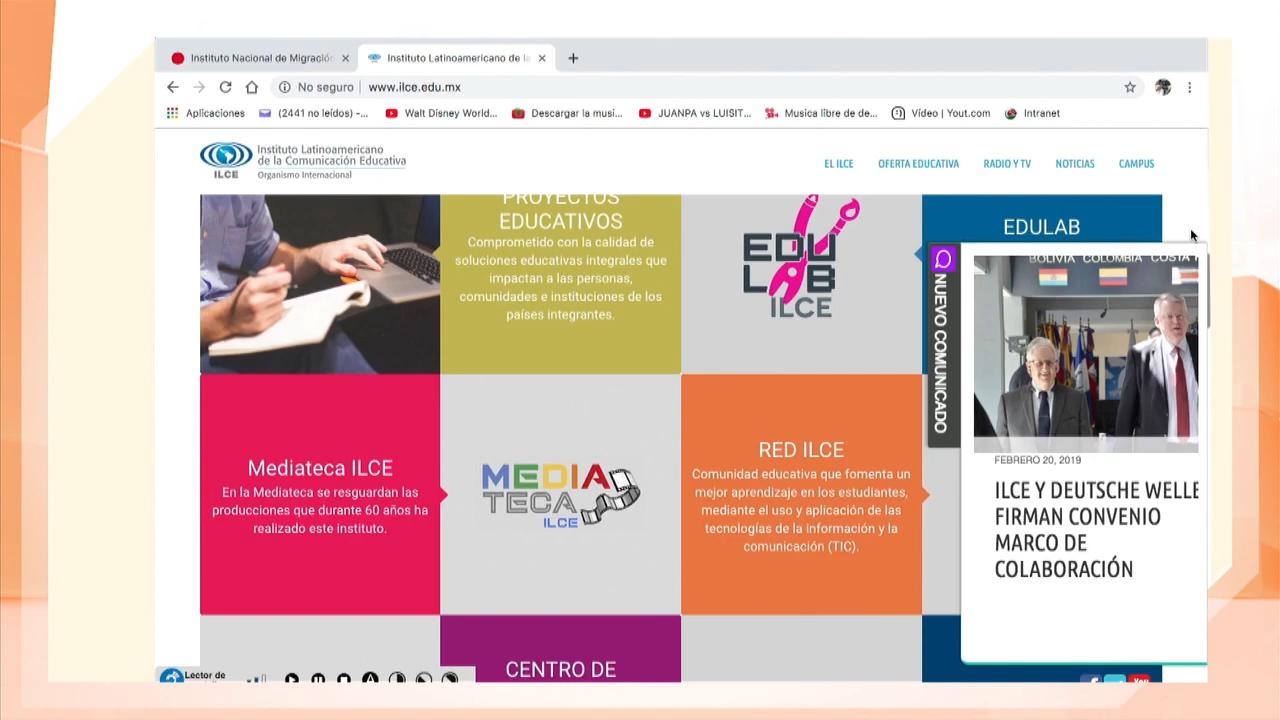 Instituto Nacional de Migració
Instituto Latinoamericano de la
No seguro
www.ilce.edu.mx
Aplicaciones
(2441 no leídos) -...
Walt Disney World...
Descargar la musi...
JUANPA vs LUISIT...
Musica libre de de...
Vídeo | Yout.com
Intranet
Instituto Latinoamericano
de la Comunicación Educativa
Organismo Internacional
ILCE
EL ILCE
OFERTA EDUCATIVA
RADIO Y TV
NOTICIAS
CAMPUS
PROYECTOS
EDUCATIVOS
Comprometido con la calidad de
soluciones educativas integrales que
impactan a las personas,
comunidades e instituciones de los
países integrantes.
EDU
LAB
ILCE
EDULAB
NUEVO COMUNICADO
BOLIVIA COLOMBIA COSTA
FEBRERO 20, 2019
ILCE Y DEUTSCHE WELLE
FIRMAN CONVENIO
MARCO DE
COLABORACIÓN
Mediateca ILCE
En la Mediateca se resguardan las
producciones que durante 60 años ha
realizado este instituto.
MEDIA
TECA
ILCE
RED ILCE
Comunidad educativa que fomenta un
mejor aprendizaje en los estudiantes,
mediante el uso y aplicación de las
tecnologías de la información y la
comunicación (TIC).
CENTRO DE
Lector de
A
You